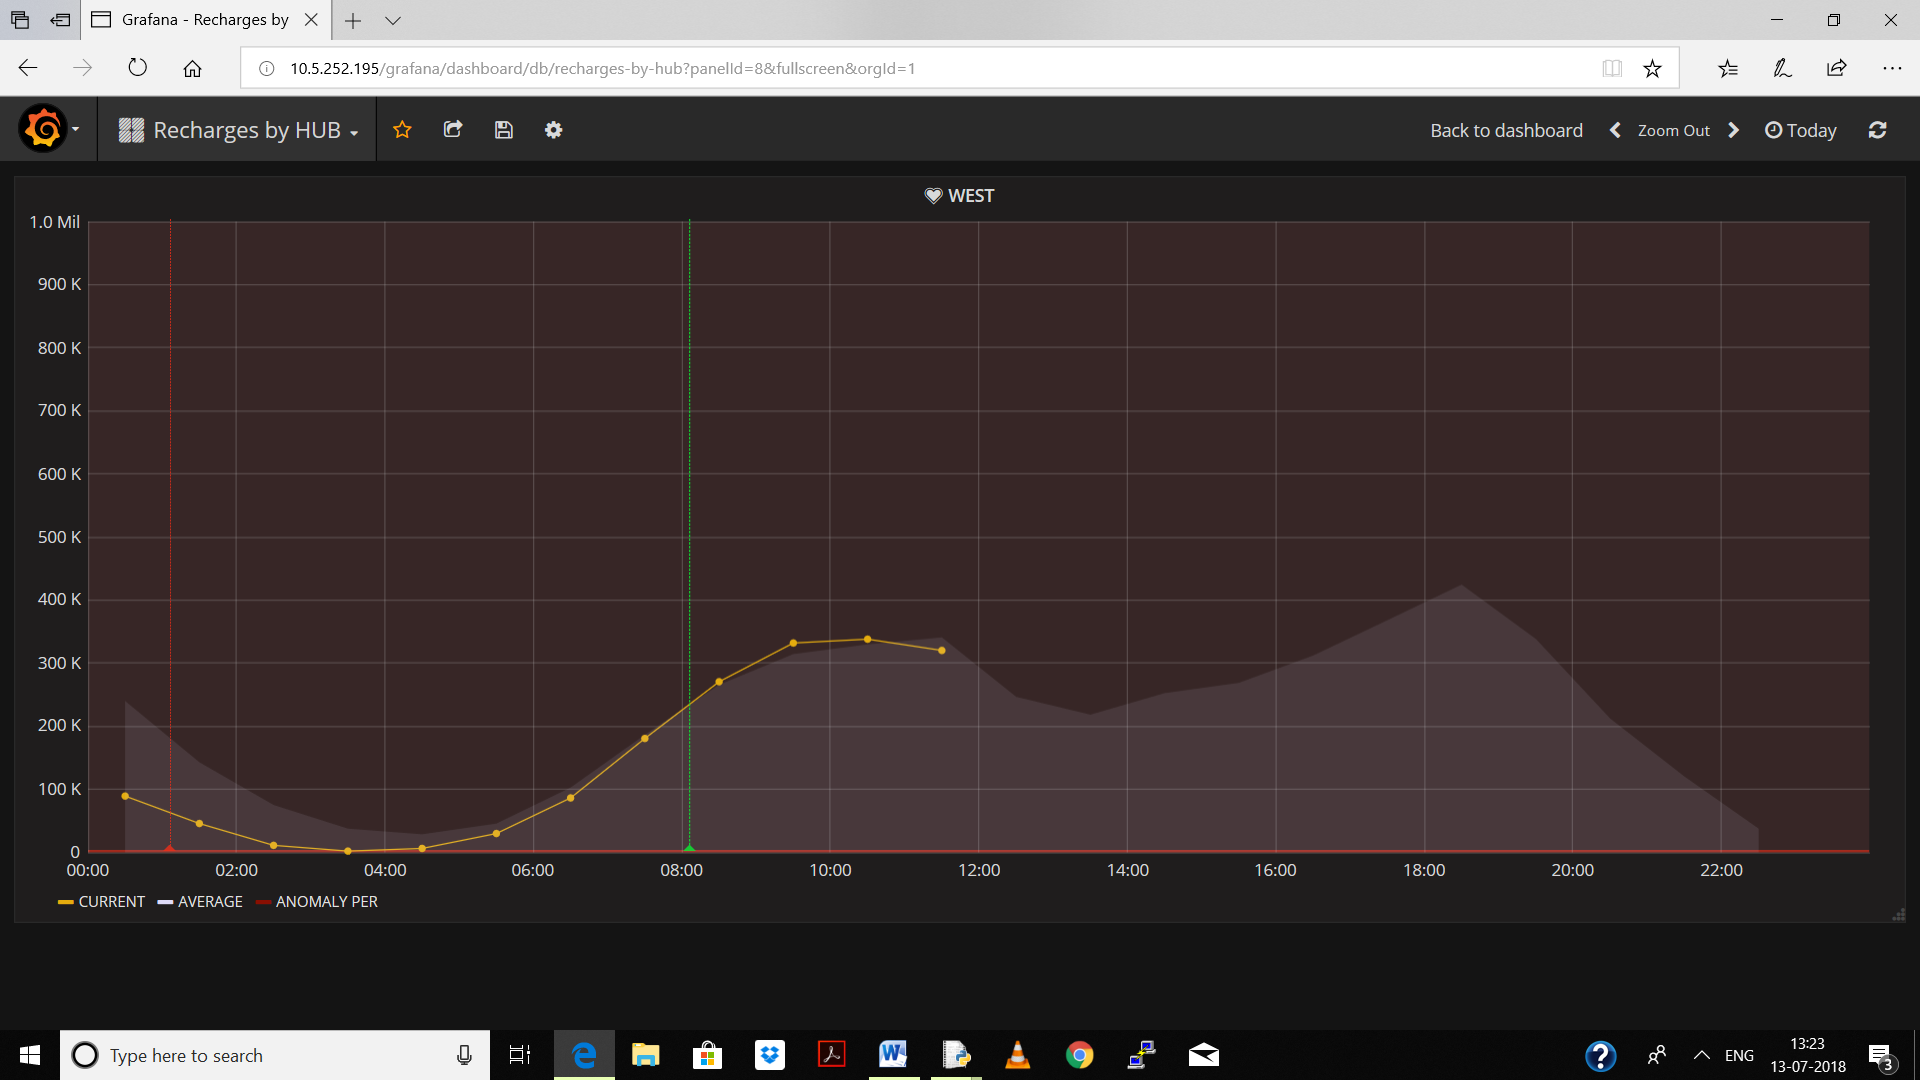 Grafana - Recharges by
10.5.252.195/grafana/dashboard/db/recharges-by-hub?panelId=8&fullscreen&orgId=1
Recharges by HUB
Back to dashboard
Zoom Out
Today
WEST
1.0 Mil
900 K
800 K
700 K
600 K
500 K
400 K
300 K
200 K
100 K
0
00:00 02:00 04:00 06:00 08:00 10:00 12:00 14:00 16:00 18:00 20:00 22:00
CURRENT AVERAGE ANOMALY PER
Type here to search
ENG
13:23
13-07-2018
3